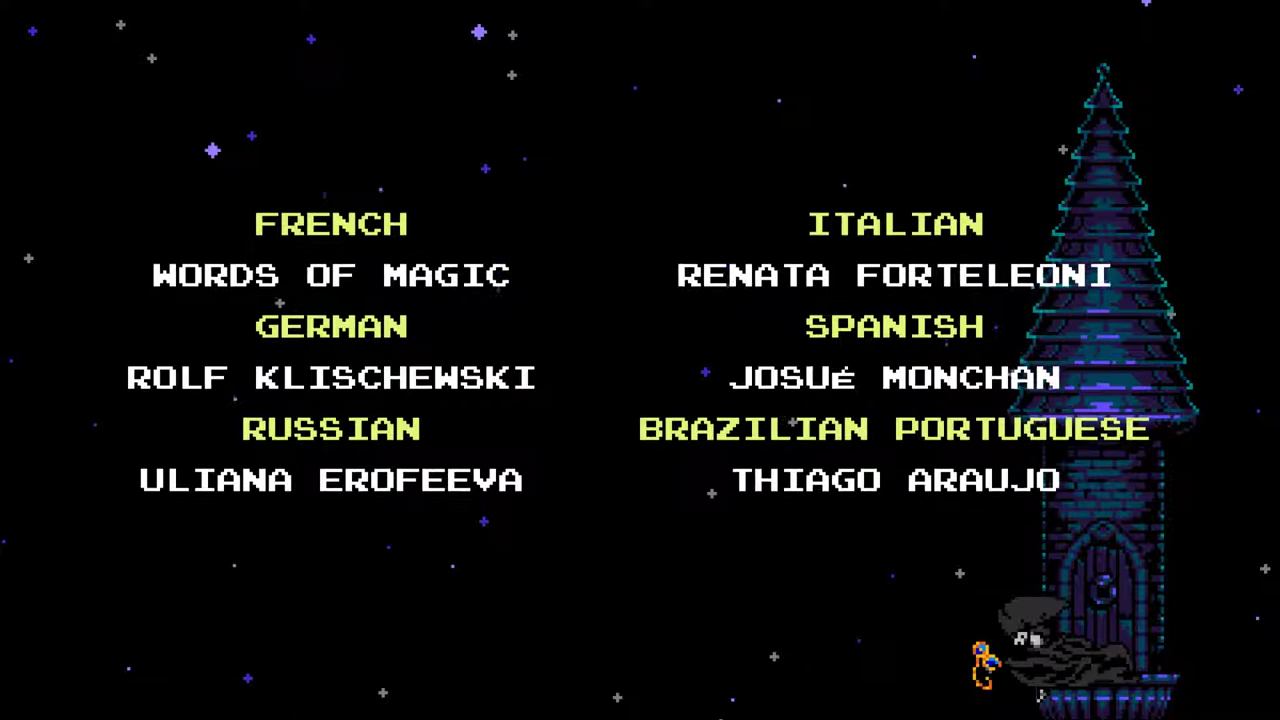 FRENCH
WORDS OF MAGIC
GERMAN
ROLF KLISCHEWSKI
RUSSIAN
ULIANA EROFEEVA
ITALIAN
RENATA FORTELEONI
SPANISH
JOSUé MONCHAN
BRAZILIAN PORTUGUESE
THIAGO ARAUJO